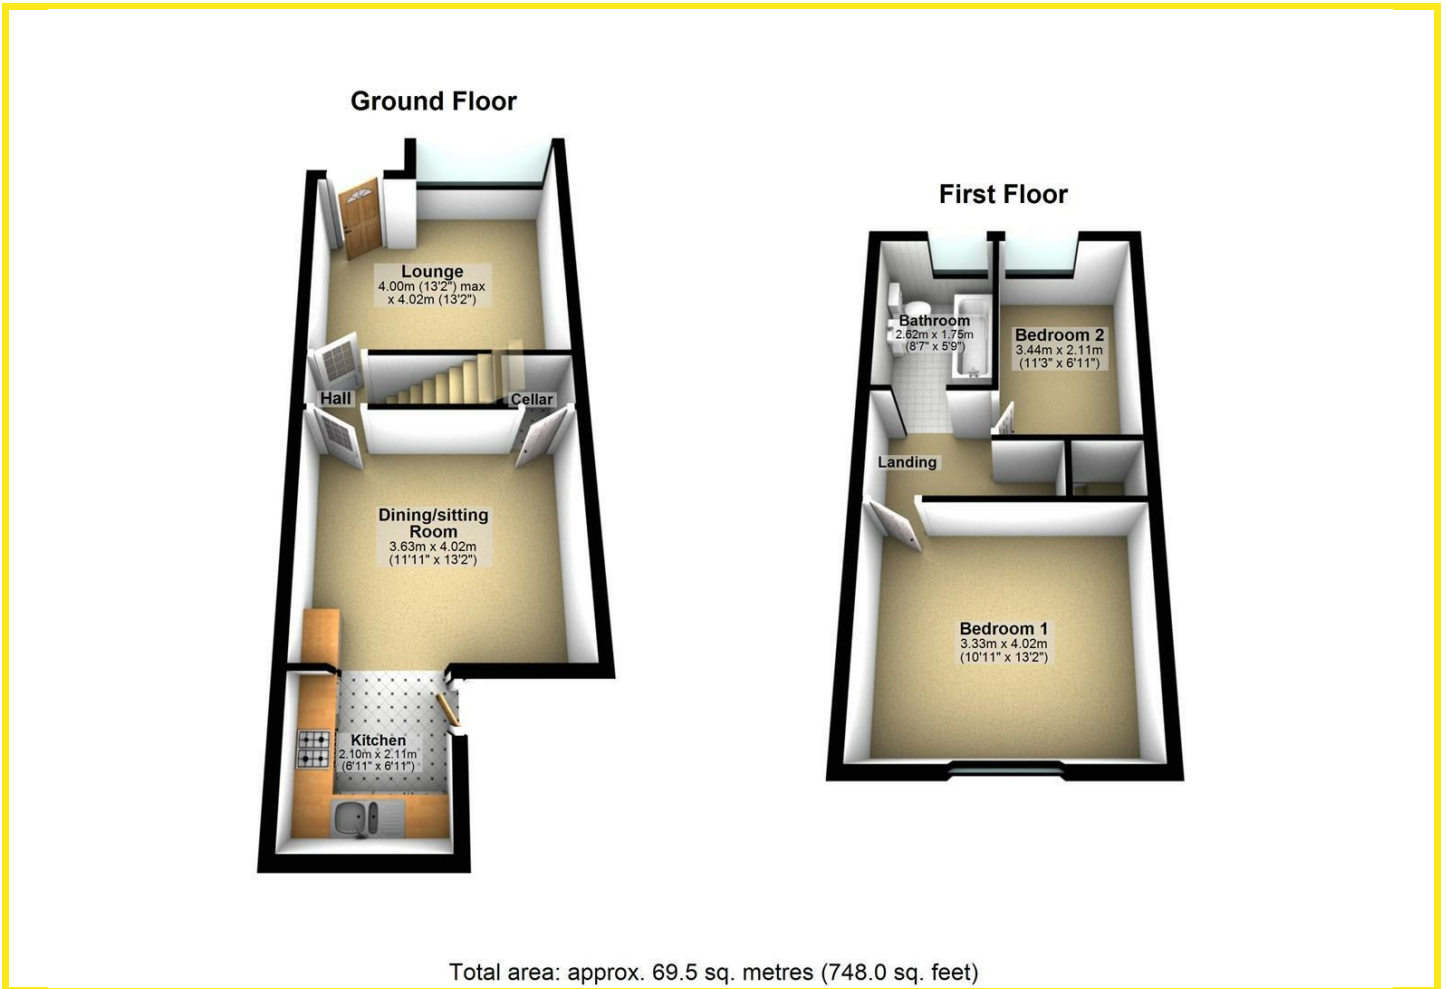 Ground Floor
Lounge
4.00m (13'2") max
x 4.02m (13'2")
Hall
Cellar
Dining/sitting
Room
3.63m x 4.02m
(11'11" x 13'2")
Kitchen
2.10m x 2.11m
(6'11" x 6'11")
First Floor
Bathroom
2.62m x 1.75m
(8'7" x 5'9")
Bedroom 2
3.44m x 2.11m
(11'3" x 6'11")
Landing
Bedroom 1
3.33m x 4.02m
(10'11" x 13'2")
Total area: approx. 69.5 sq. metres (748.0 sq. feet)